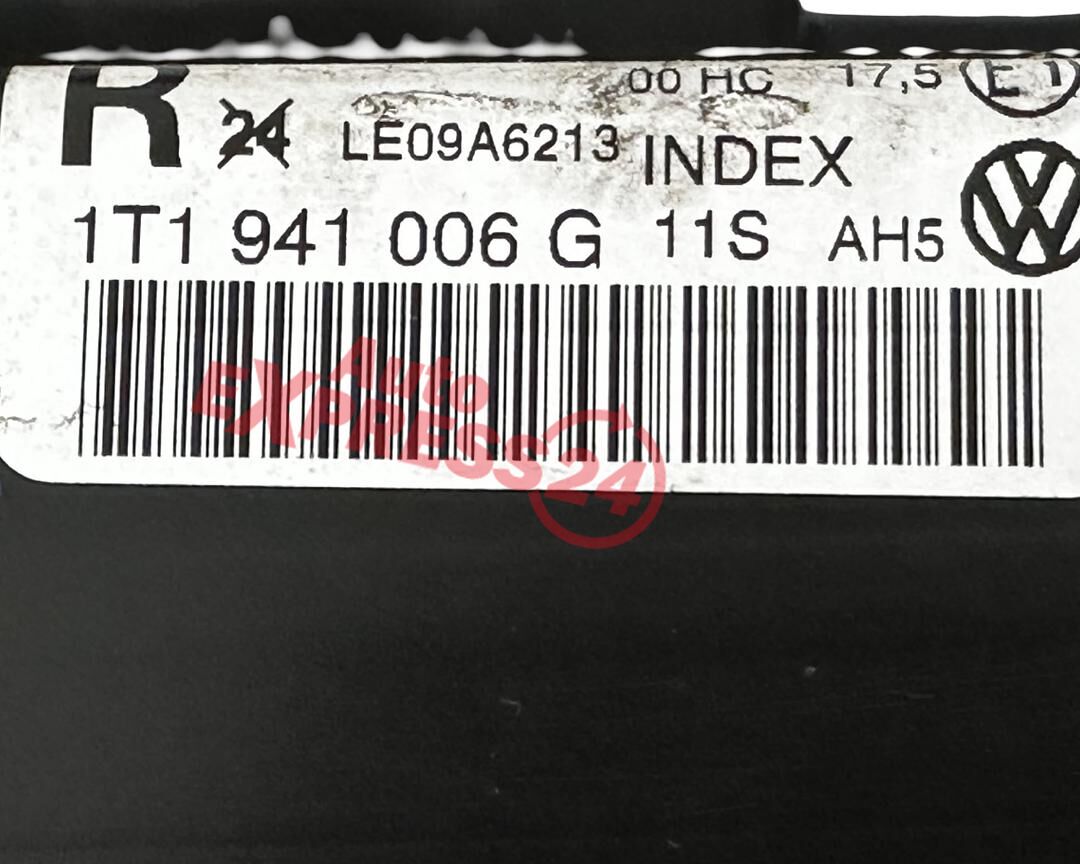 00 HC 17,5 E1
R 24 LE09A6213 INDEX
1T1 941 006 G 11S AH5
Auto
EXPRESS24